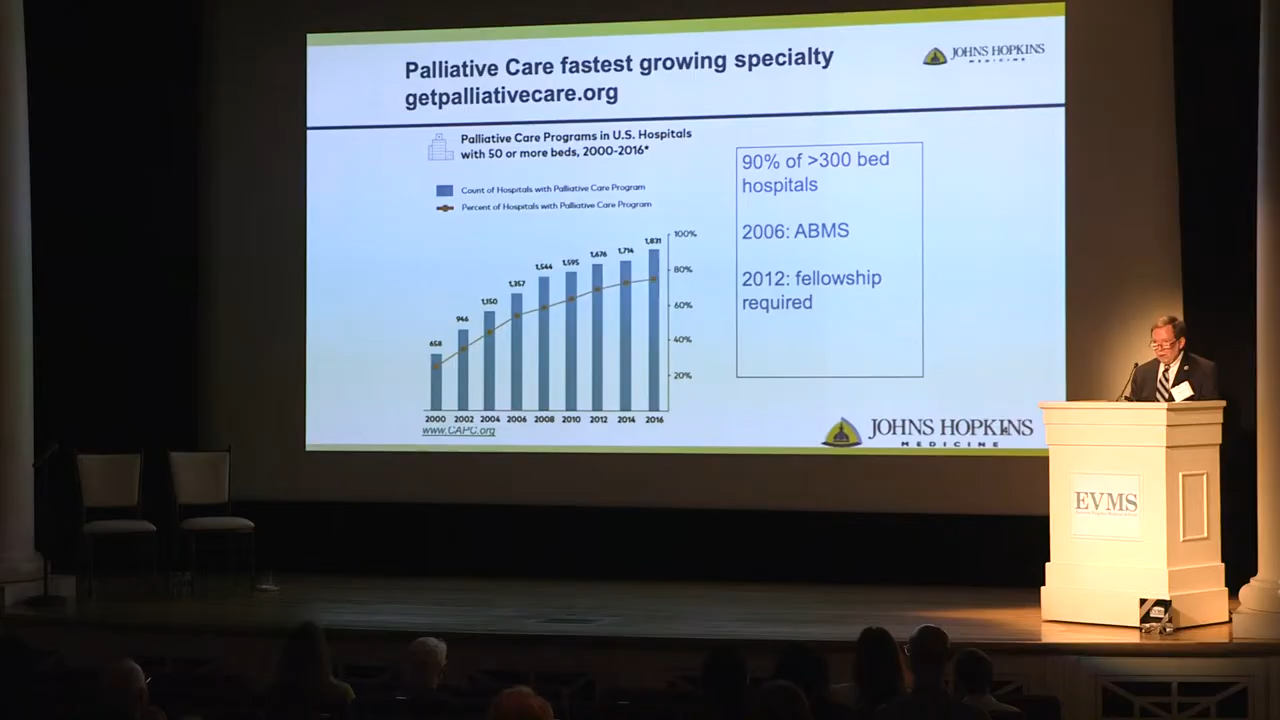 Palliative Care fastest growing specialty
getpalliativecare.org
JOHNS HOPKINS
MEDICINE
Palliative Care Programs in U.S. Hospitals
with 50 or more beds, 2000-2016*
Count of Hospitals with Palliative Care Program
Percent of Hospitals with Palliative Care Program
658
946
1,150
1,357
1,544
1,595
1,676
1,714
1,831
100%
80%
60%
40%
20%
2000 2002 2004 2006 2008 2010 2012 2014 2016
www.CAPC.org
90% of >300 bed
hospitals
2006: ABMS
2012: fellowship
required
JOHNS HOPKINS
MEDICINE
EVMS